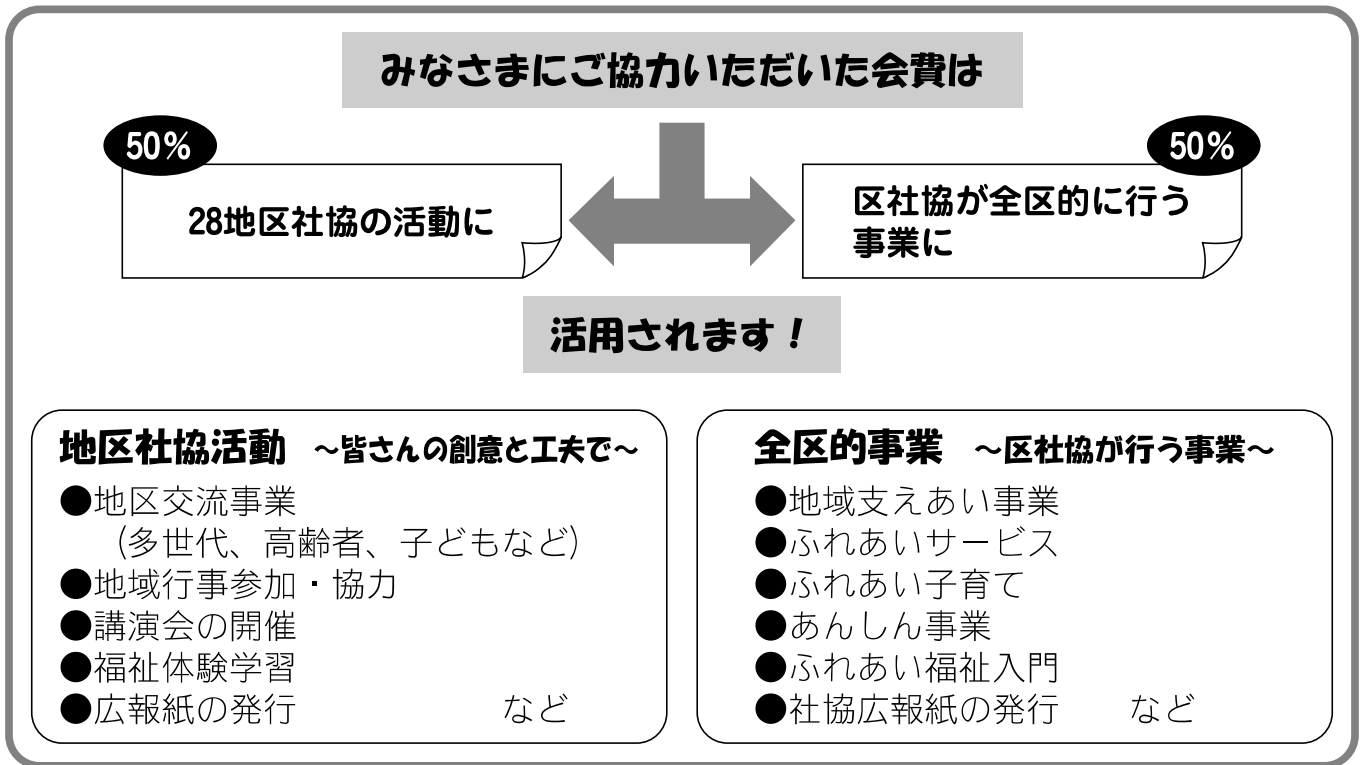 みなさまにご協力いただいた会費は
50%
28地区社協の活動に
50%
区社協が全区的に行う
事業に
活用されます！
地区社協活動　～皆さんの創意と工夫で～
●地区交流事業
（多世代、高齢者、子どもなど）
●地域行事参加・協力
●講演会の開催
●福祉体験学習
●広報紙の発行　など
全区的事業　～区社協が行う事業～
●地域支えあい事業
●ふれあいサービス
●ふれあい子育て
●あんしん事業
●ふれあい福祉入門
●社協広報紙の発行　など